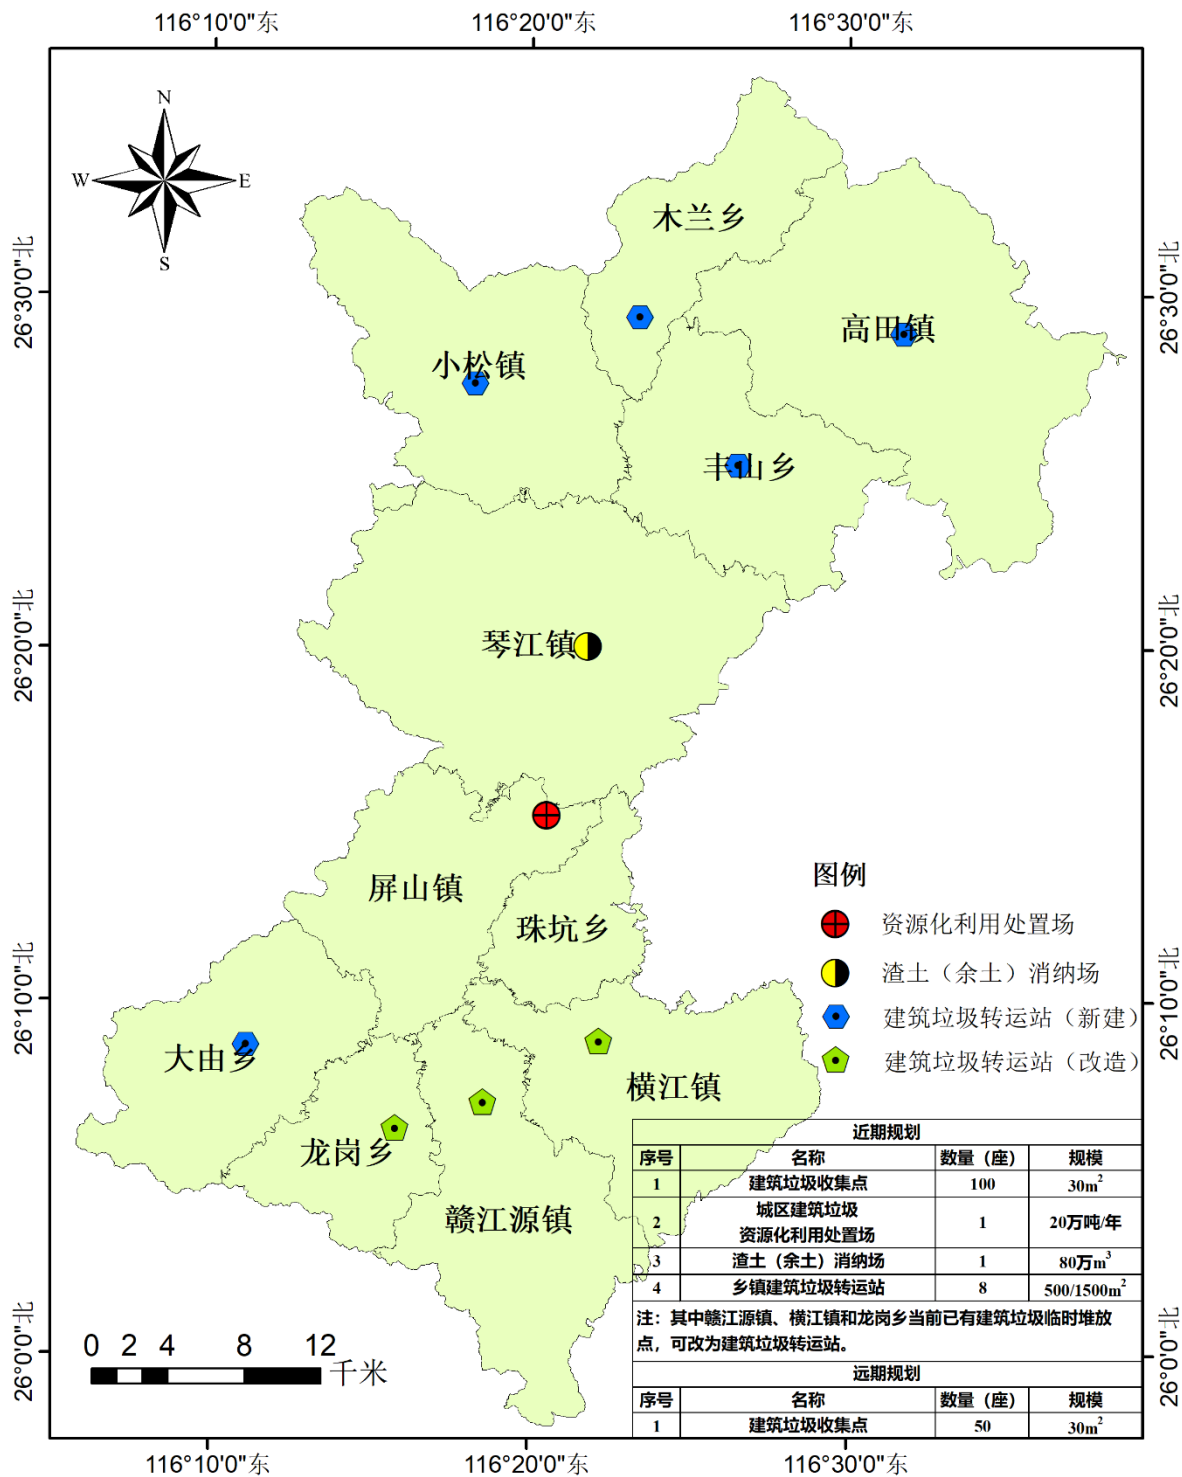 116°10'0"东 116°20'0"东 116°30'0"东
N
W E
S
26°30'0"北 26°30'0"北
26°20'0"北 26°20'0"北
26°10'0"北 26°10'0"北
26°0'0"北 26°0'0"北
木兰乡
高田镇
小松镇
丰山乡
琴江镇
屏山镇
珠坑乡
大由乡
横江镇
龙岗乡
赣江源镇
图例
资源化利用处置场
渣土（余土）消纳场
建筑垃圾转运站（新建）
建筑垃圾转运站（改造）
近期规划
序号 名称 数量（座） 规模
1 建筑垃圾收集点 100 30m²
2 城区建筑垃圾
资源化利用处置场 1 20万吨/年
3 渣土（余土）消纳场 1 80万m³
4 乡镇建筑垃圾转运站 8 500/1500m²
注：其中赣江源镇、横江镇和龙岗乡当前已有建筑垃圾临时堆放
点，可改为建筑垃圾转运站。
远期规划
序号 名称 数量（座） 规模
1 建筑垃圾收集点 50 30m²
0 2 4 8 12
千米
116°10'0"东 116°20'0"东 116°30'0"东